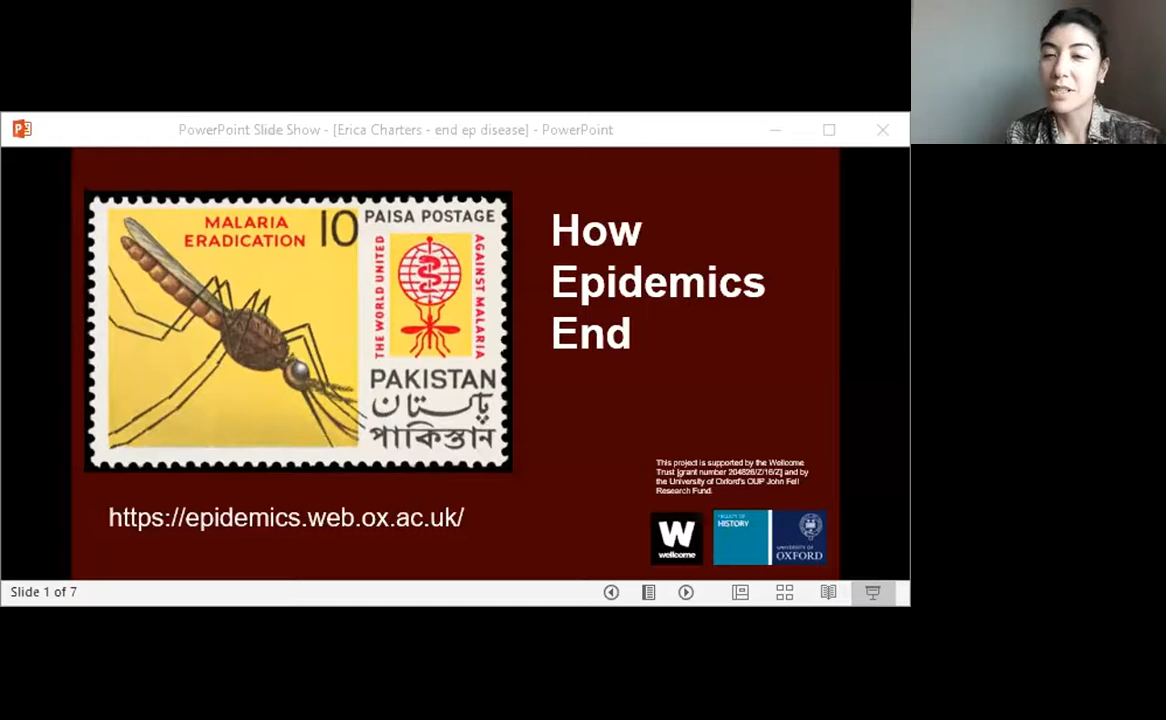 PowerPoint Slide Show - [Erica Charters - end ep disease] - PowerPoint
MALARIA
ERADICATION
10
PAISA POSTAGE
THE WORLD UNITED
AGAINST MALARIA
PAKISTAN
پاکستان
পাকিস্তান
How
Epidemics
End
This project is supported by the Wellcome
Trust [grant number 204826/Z/16/Z] and by
the University of Oxford's OUP John Fell
Research Fund.
https://epidemics.web.ox.ac.uk/
W
wellcome
FACULTY OF
HISTORY
UNIVERSITY OF
OXFORD
Slide 1 of 7